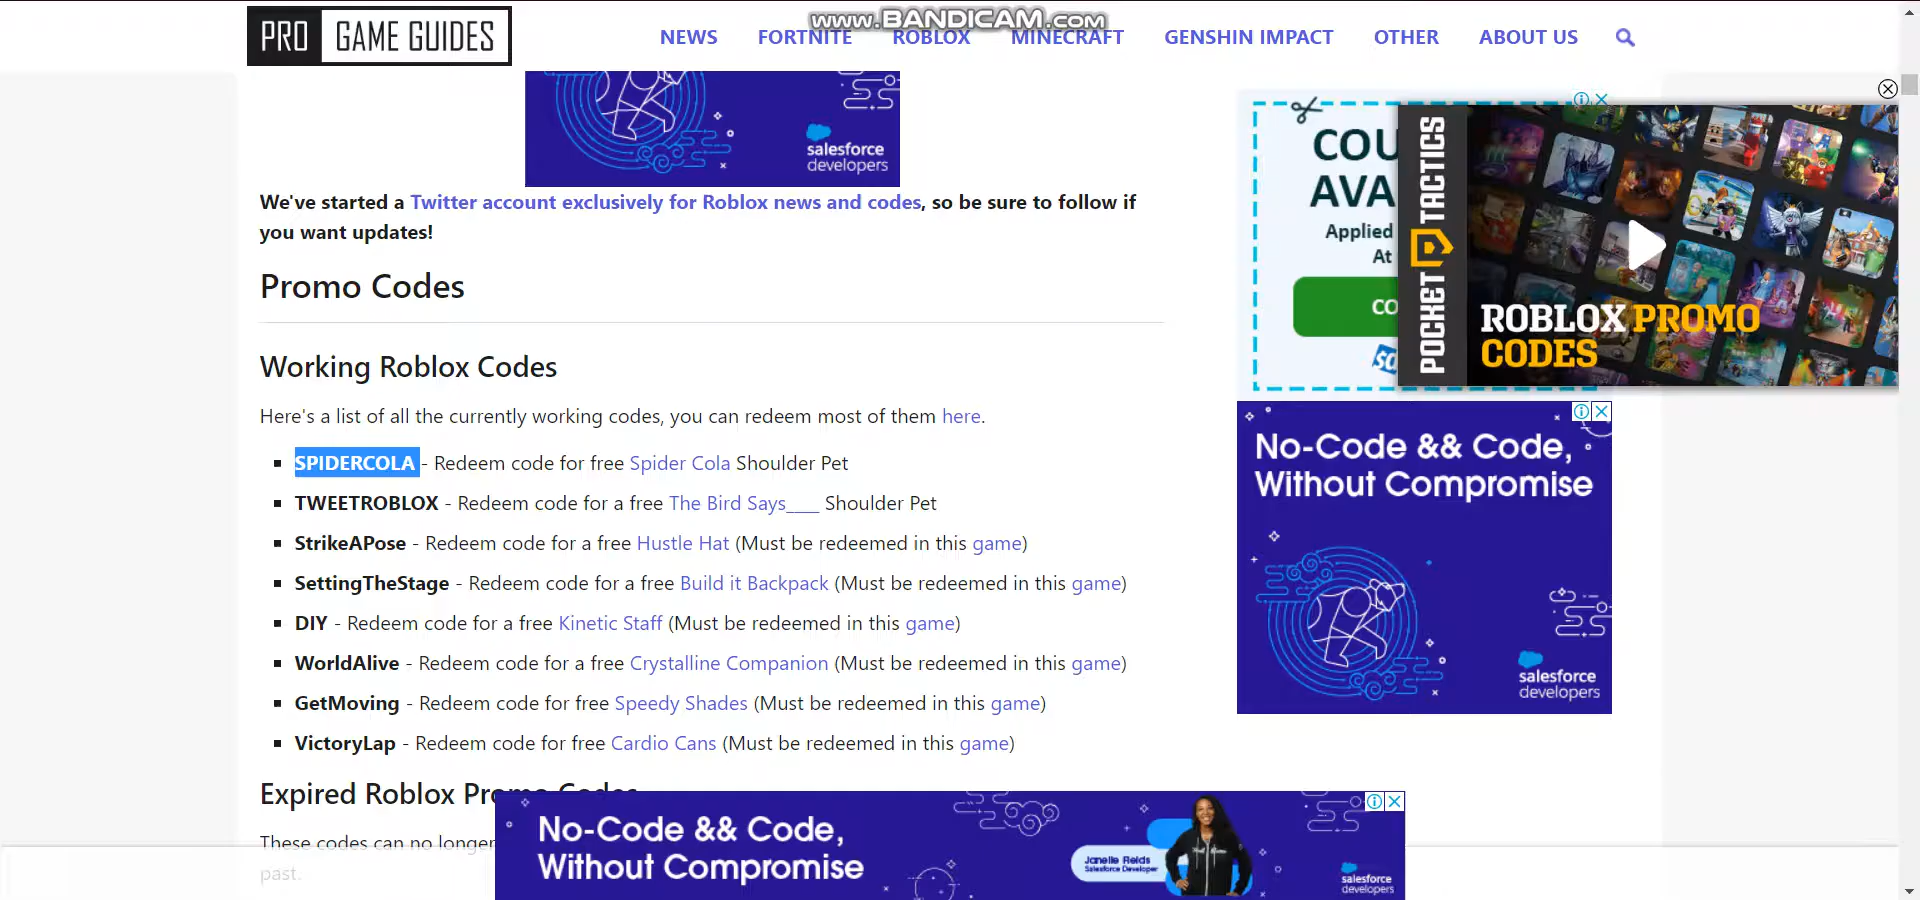 www.BANDICAM.com
PRO GAME GUIDES
NEWS FORTNITE ROBLOX MINECRAFT GENSHIN IMPACT OTHER ABOUT US
salesforce
developers
We've started a Twitter account exclusively for Roblox news and codes, so be sure to follow if
you want updates!
Promo Codes
Working Roblox Codes
Here's a list of all the currently working codes, you can redeem most of them here.
SPIDERCOLA - Redeem code for free Spider Cola Shoulder Pet
TWEETROBLOX - Redeem code for a free The Bird Says____ Shoulder Pet
StrikeAPose - Redeem code for a free Hustle Hat (Must be redeemed in this game)
SettingTheStage - Redeem code for a free Build it Backpack (Must be redeemed in this game)
DIY - Redeem code for a free Kinetic Staff (Must be redeemed in this game)
WorldAlive - Redeem code for a free Crystalline Companion (Must be redeemed in this game)
GetMoving - Redeem code for free Speedy Shades (Must be redeemed in this game)
VictoryLap - Redeem code for free Cardio Cans (Must be redeemed in this game)
Expired Roblox Promo Codes
These codes can no longer
past.
COU
AVA
Applied
At
CO
POCKET TACTICS
ROBLOX PROMO
CODES
No-Code && Code,
Without Compromise
salesforce
developers
No-Code && Code,
Without Compromise
Janelle Fields
Salesforce Developer
salesforce
developers